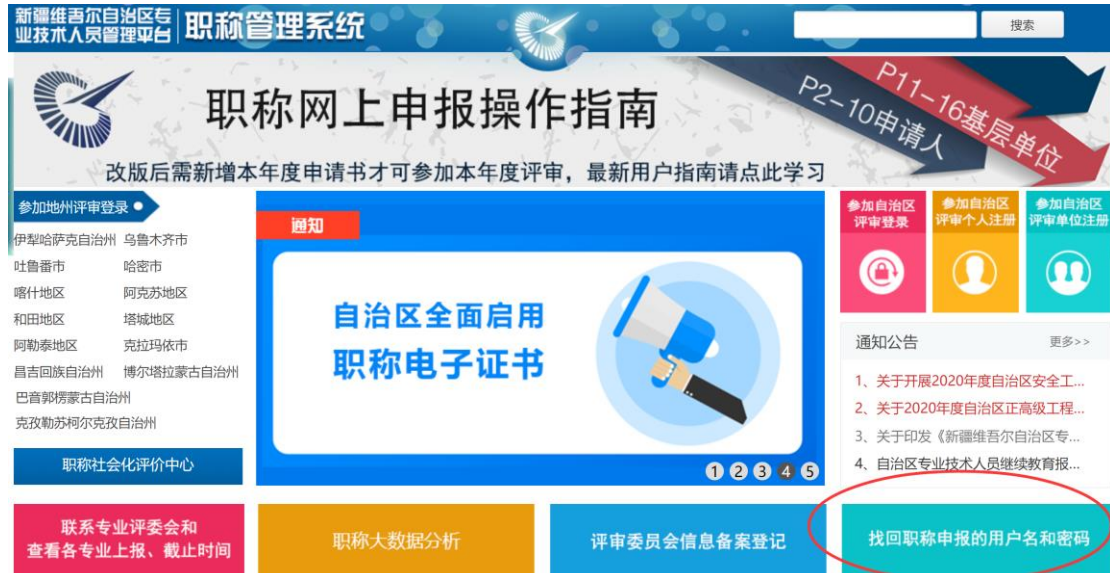 新疆维吾尔自治区专
业技术人员管理平台
职称管理系统
搜索
职称网上申报操作指南
P2-10申请人
P11-16基层单位
改版后需新增本年度申请书才可参加本年度评审，最新用户指南请点此学习
参加地州评审登录
伊犁哈萨克自治州 乌鲁木齐市
吐鲁番市 哈密市
喀什地区 阿克苏地区
和田地区 塔城地区
阿勒泰地区 克拉玛依市
昌吉回族自治州 博尔塔拉蒙古自治州
巴音郭楞蒙古自治州
克孜勒苏柯尔克孜自治州
职称社会化评价中心
通知
自治区全面启用
职称电子证书
1 2 3 4 5
参加自治区
评审登录
参加自治区
评审个人注册
参加自治区
评审单位注册
通知公告 更多>>
1、关于开展2020年度自治区安全工...
2、关于2020年度自治区正高级工程...
3、关于印发《新疆维吾尔自治区专...
4、自治区专业技术人员继续教育报...
联系专业评委会和
查看各专业上报、截止时间
职称大数据分析
评审委员会信息备案登记
找回职称申报的用户名和密码